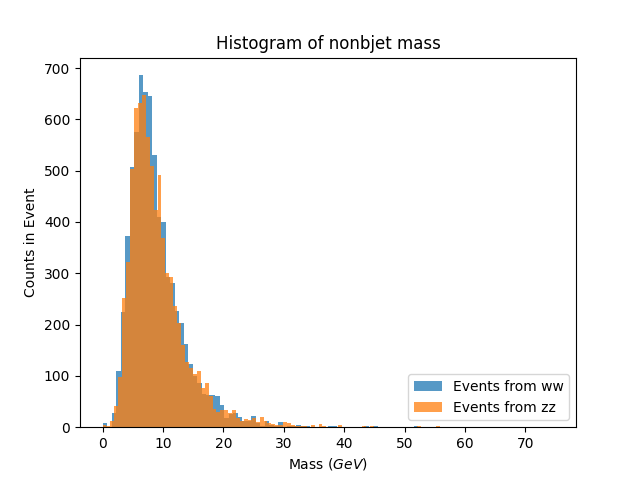 Histogram of nonbjet mass
700
600
500
400
300
200
100
0
Counts in Event
0 10 20 30 40 50 60 70
Mass (GeV)
Events from ww
Events from zz